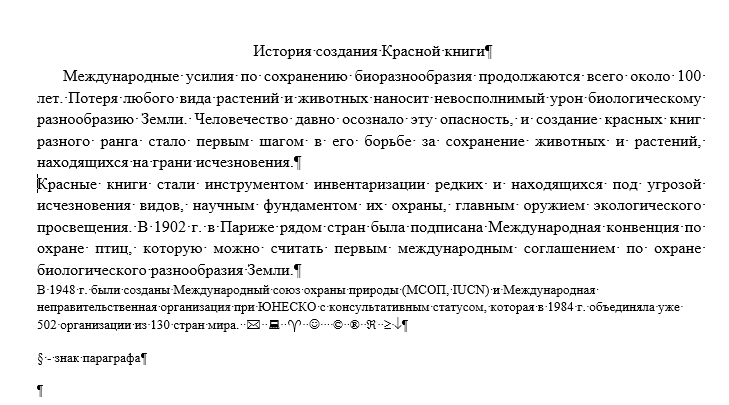 История создания Красной книги¶
Международные усилия по сохранению биоразнообразия продолжаются всего около 100
лет. Потеря любого вида растений и животных наносит невосполнимый урон биологическому
разнообразию Земли. Человечество давно осознало эту опасность, и создание красных книг
разного ранга стало первым шагом в его борьбе за сохранение животных и растений,
находящихся на грани исчезновения.¶
Красные книги стали инструментом инвентаризации редких и находящихся под угрозой
исчезновения видов, научным фундаментом их охраны, главным оружием экологического
просвещения. В 1902 г. в Париже рядом стран была подписана Международная конвенция по
охране птиц, которую можно считать первым международным соглашением по охране
биологического разнообразия Земли.¶
В 1948 г. были созданы Международный союз охраны природы (МСОП, IUCN) и Международная
неправительственная организация при ЮНЕСКО с консультативным статусом, которая в 1984 г. объединяла уже
502 организации из 130 стран мира. ✉ 💻 ♈ ☺ © ® ℜ ≥↓¶
§ - знак параграфа¶
¶